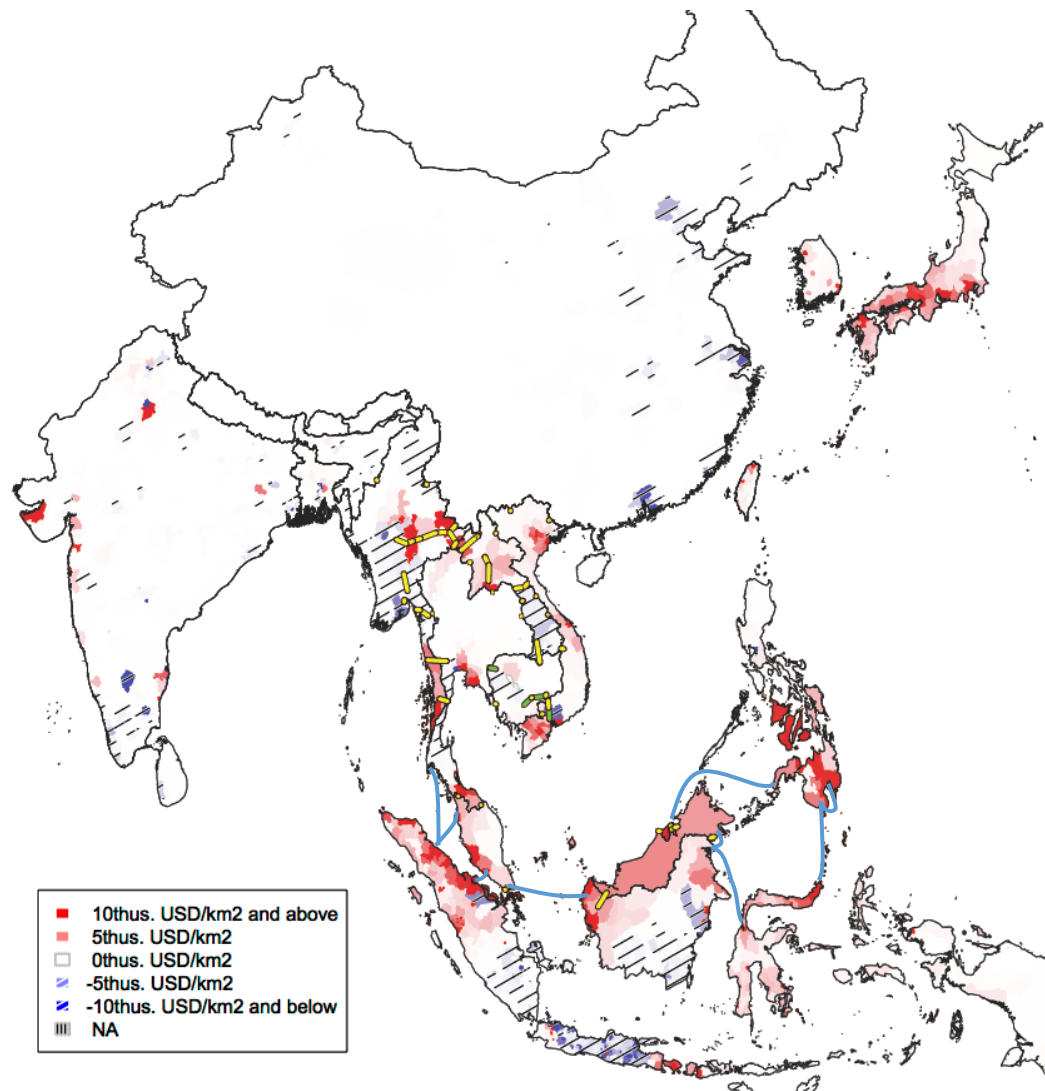 10thus. USD/km2 and above
5thus. USD/km2
0thus. USD/km2
-5thus. USD/km2
-10thus. USD/km2 and below
NA